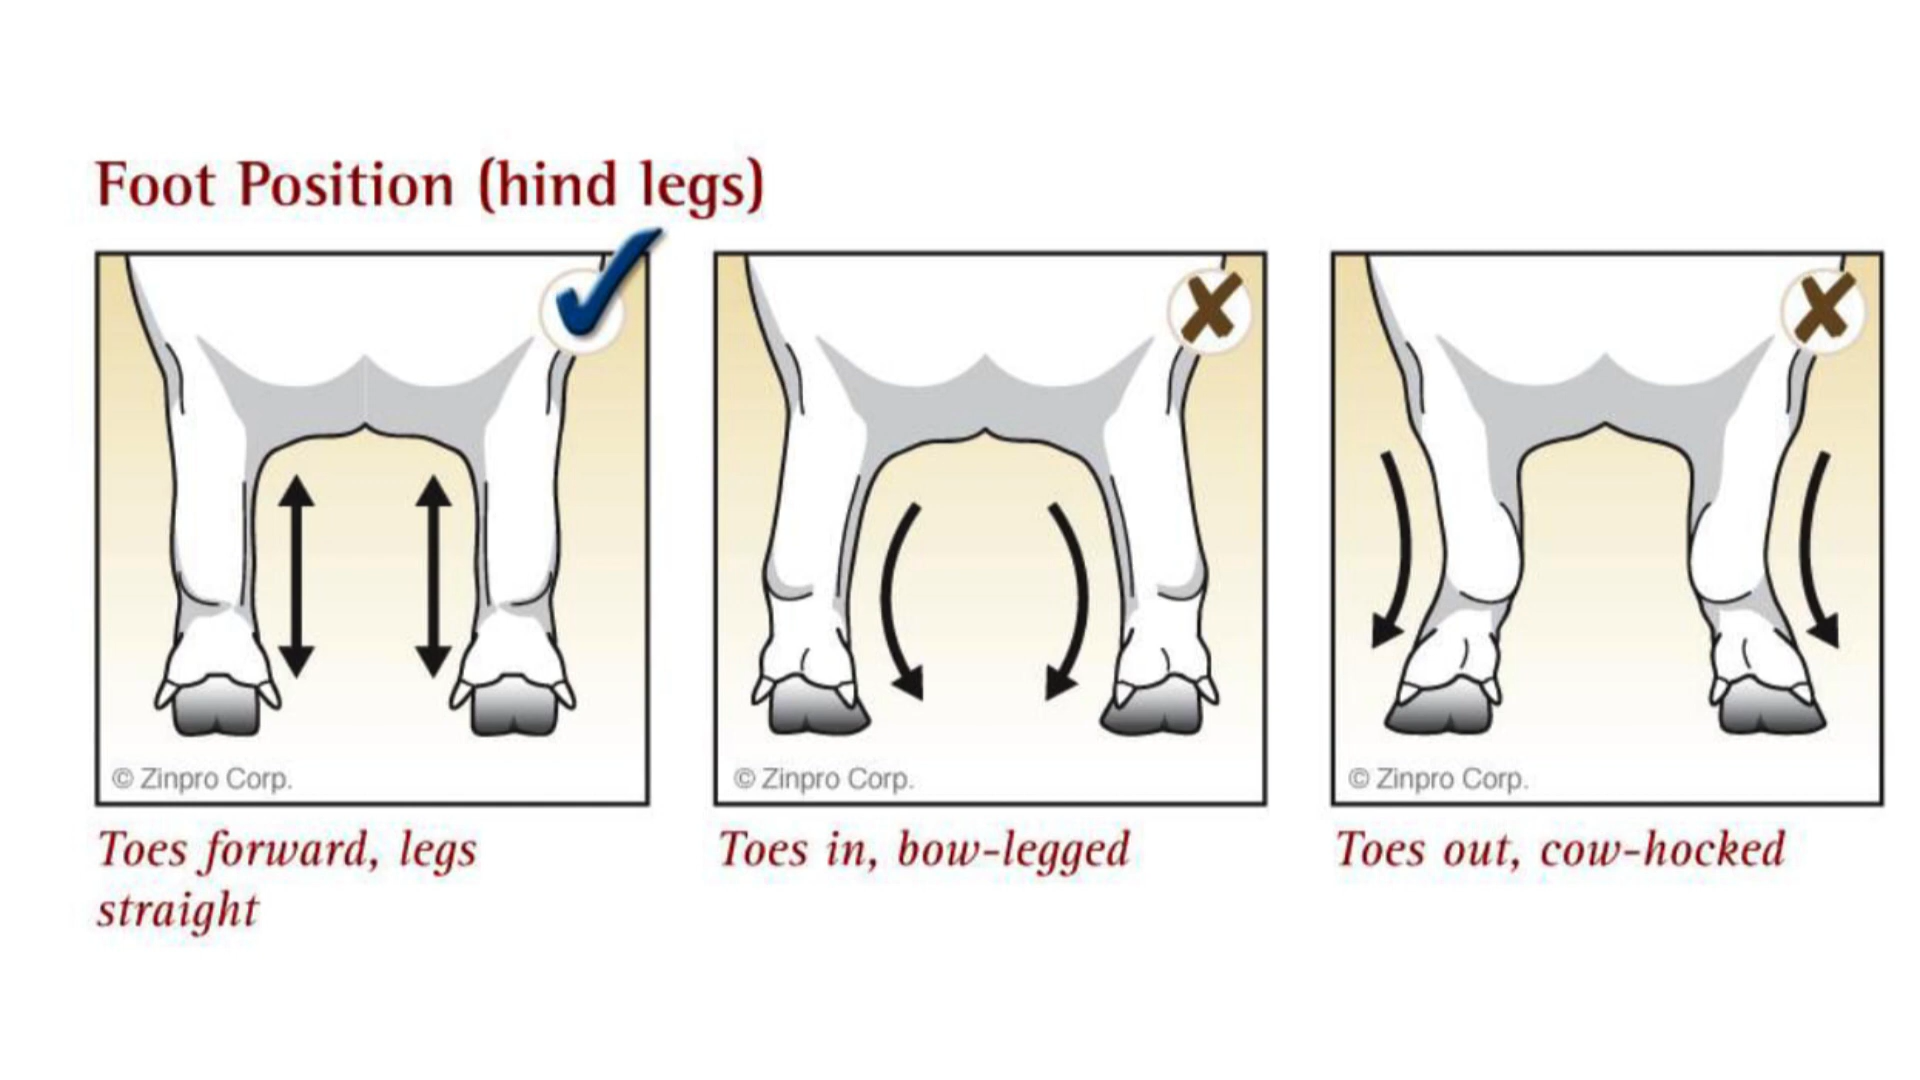 Foot Position (hind legs)
© Zinpro Corp.
© Zinpro Corp.
© Zinpro Corp.
Toes forward, legs
straight
Toes in, bow-legged
Toes out, cow-hocked